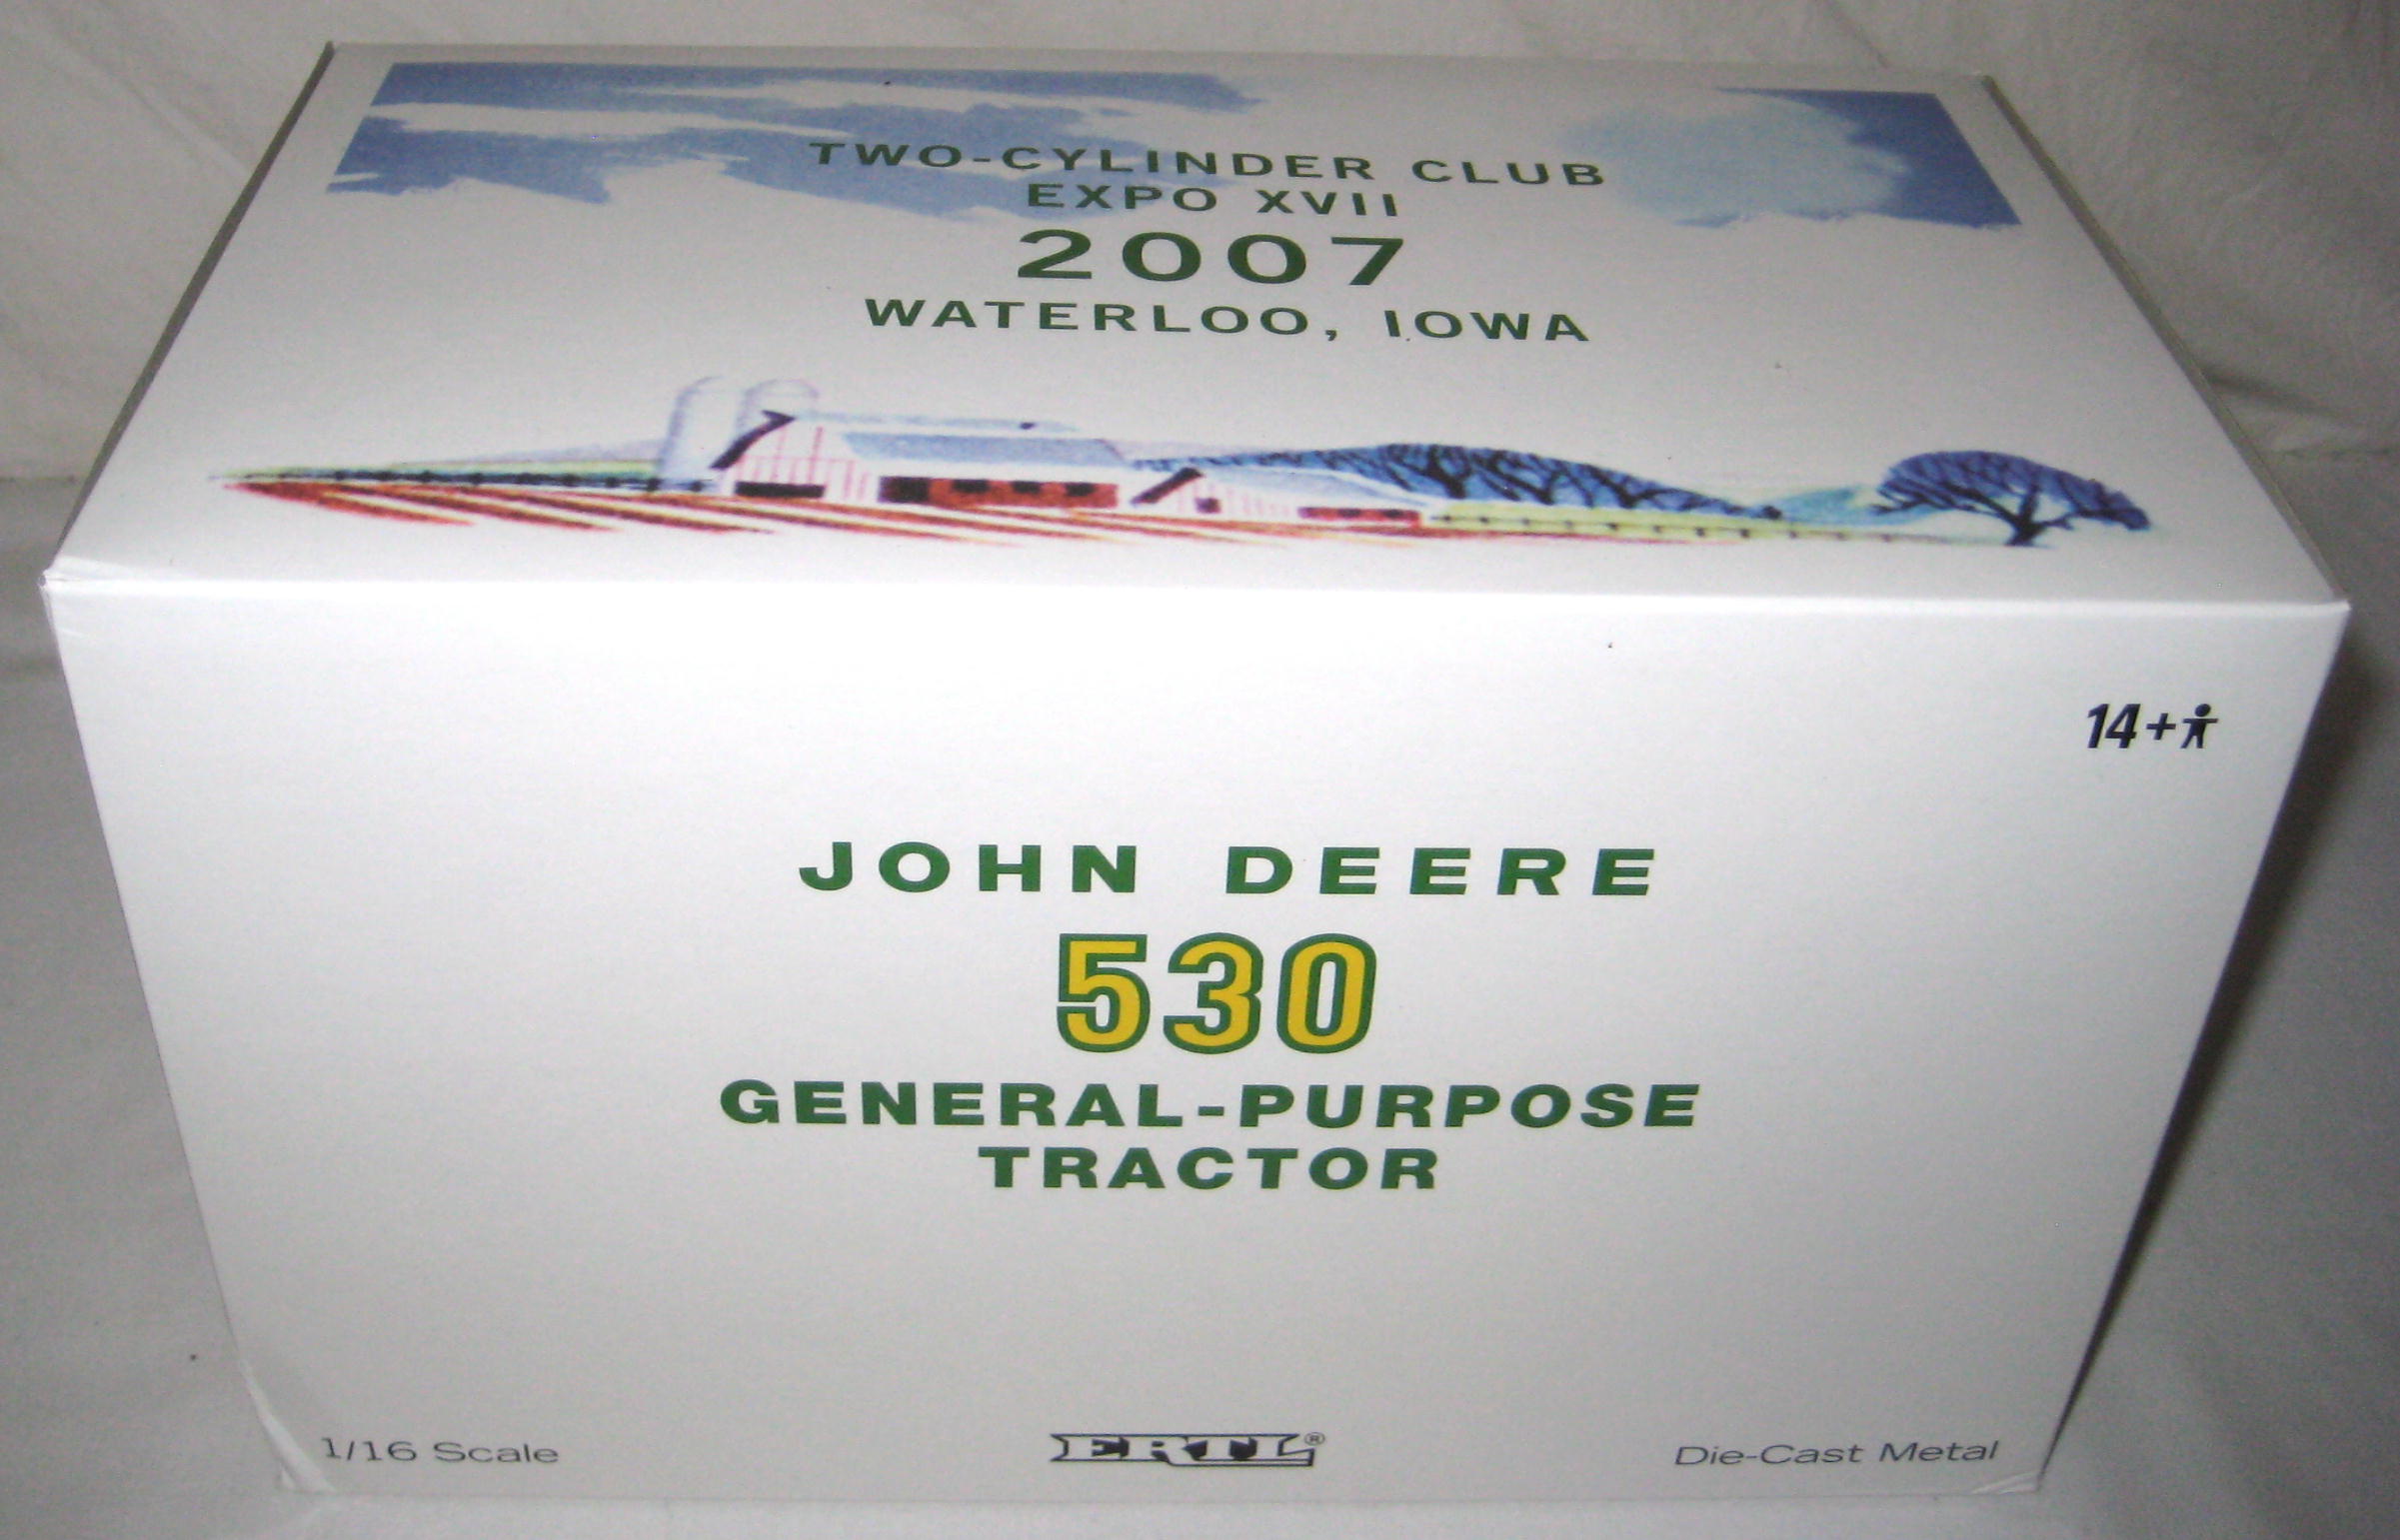 TWO-CYLINDER CLUB
EXPO XVII
2007
WATERLOO, IOWA
14+
JOHN DEERE
530
GENERAL-PURPOSE
TRACTOR
1/16 Scale
ERTL®
Die-Cast Metal